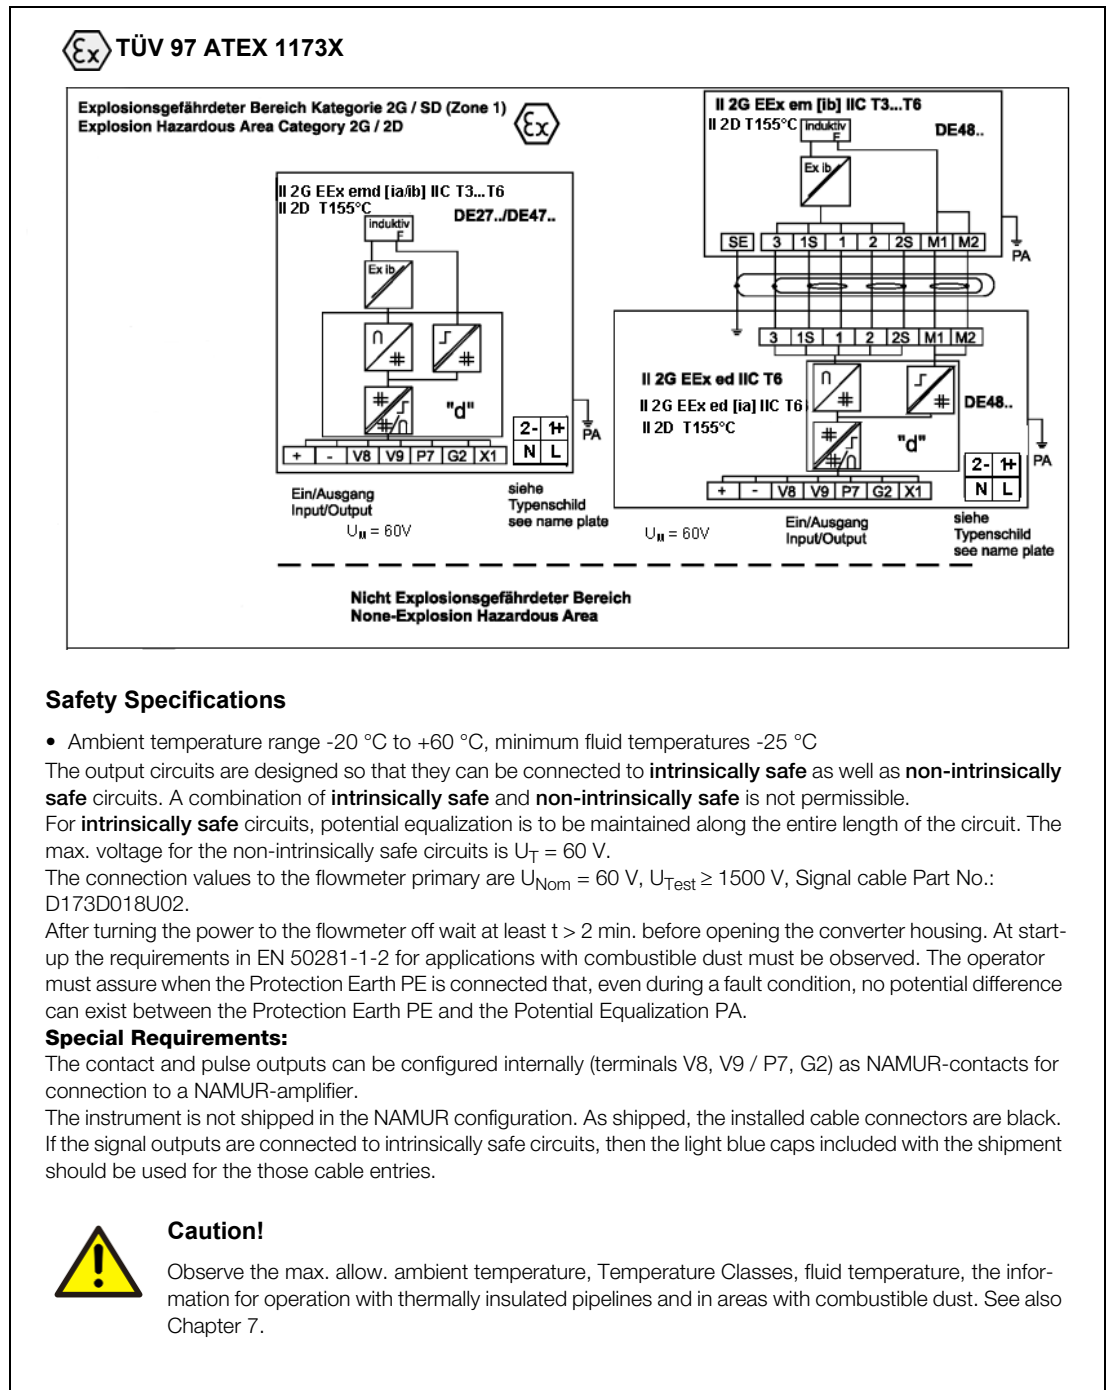 Ex TÜV 97 ATEX 1173X
Explosionsgefährdeter Bereich Kategorie 2G / SD (Zone 1)
Explosion Hazardous Area Category 2G / 2D
Ex
II 2G EEx emd [ia/ib] IIC T3...T6
II 2D T155°C
DE27../DE47..
induktiv
F
Ex ib
"d"
+ - V8 V9 P7 G2 X1
2- 1+
N L
PA
Ein/Ausgang
Input/Output
siehe
Typenschild
see name plate
= 60V
II 2G EEx em [ib] IIC T3...T6
II 2D T155°C
induktiv
F
DE48..
Ex ib
SE 3 1S 1 2 2S M1 M2
PA
3 1S 1 2 2S M1 M2
II 2G EEx ed IIC T6
II 2G EEx ed [ia] IIC T6
II 2D T155°C
DE48..
"d"
+ - V8 V9 P7 G2 X1
2- 1+
N L
PA
= 60V
Ein/Ausgang
Input/Output
siehe
Typenschild
see name plate
Nicht Explosionsgefährdeter Bereich
None-Explosion Hazardous Area
Safety Specifications
• Ambient temperature range -20 °C to +60 °C, minimum fluid temperatures -25 °C
The output circuits are designed so that they can be connected to intrinsically safe as well as non-intrinsically
safe circuits. A combination of intrinsically safe and non-intrinsically safe is not permissible.
For intrinsically safe circuits, potential equalization is to be maintained along the entire length of the circuit. The
max. voltage for the non-intrinsically safe circuits is UT = 60 V.
The connection values to the flowmeter primary are UNom = 60 V, UTest ≥ 1500 V, Signal cable Part No.:
D173D018U02.
After turning the power to the flowmeter off wait at least t > 2 min. before opening the converter housing. At start-
up the requirements in EN 50281-1-2 for applications with combustible dust must be observed. The operator
must assure when the Protection Earth PE is connected that, even during a fault condition, no potential difference
can exist between the Protection Earth PE and the Potential Equalization PA.
Special Requirements:
The contact and pulse outputs can be configured internally (terminals V8, V9 / P7, G2) as NAMUR-contacts for
connection to a NAMUR-amplifier.
The instrument is not shipped in the NAMUR configuration. As shipped, the installed cable connectors are black.
If the signal outputs are connected to intrinsically safe circuits, then the light blue caps included with the shipment
should be used for the those cable entries.
Caution!
Observe the max. allow. ambient temperature, Temperature Classes, fluid temperature, the infor-
mation for operation with thermally insulated pipelines and in areas with combustible dust. See also
Chapter 7.